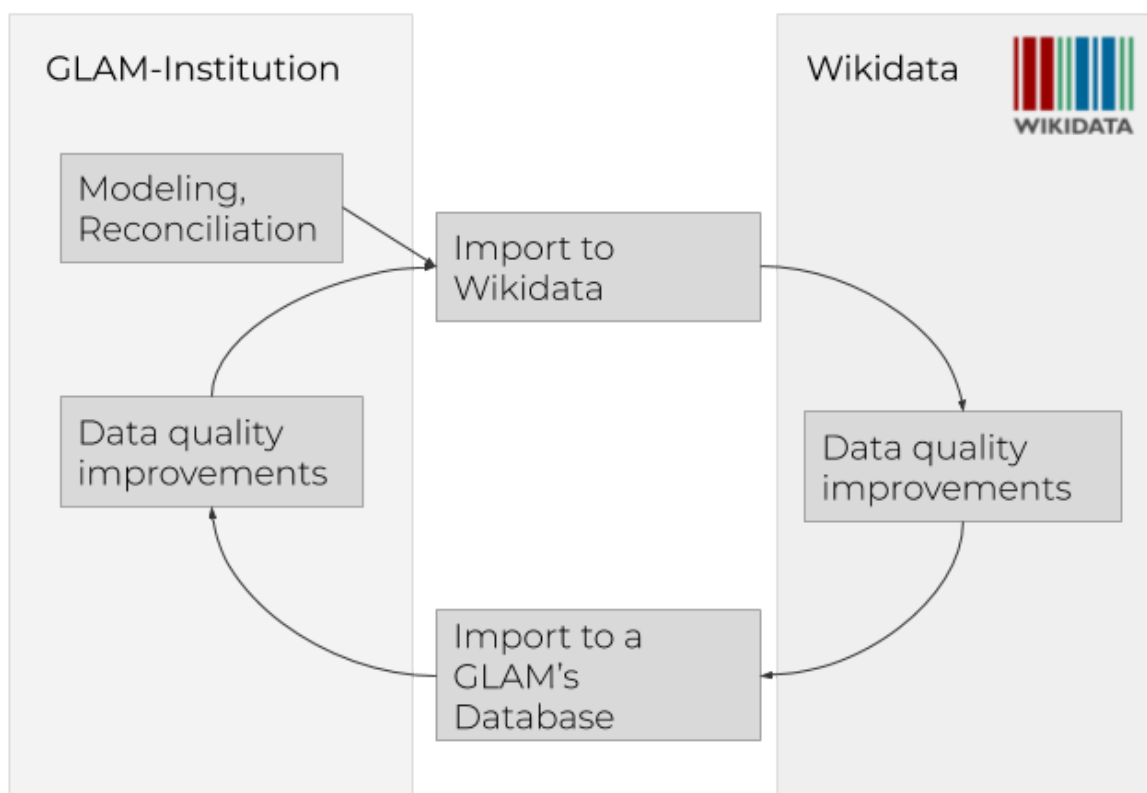 GLAM-Institution
Wikidata
WIKIDATA
Modeling,
Reconciliation
Import to
Wikidata
Data quality
improvements
Data quality
improvements
Import to a
GLAM’s
Database